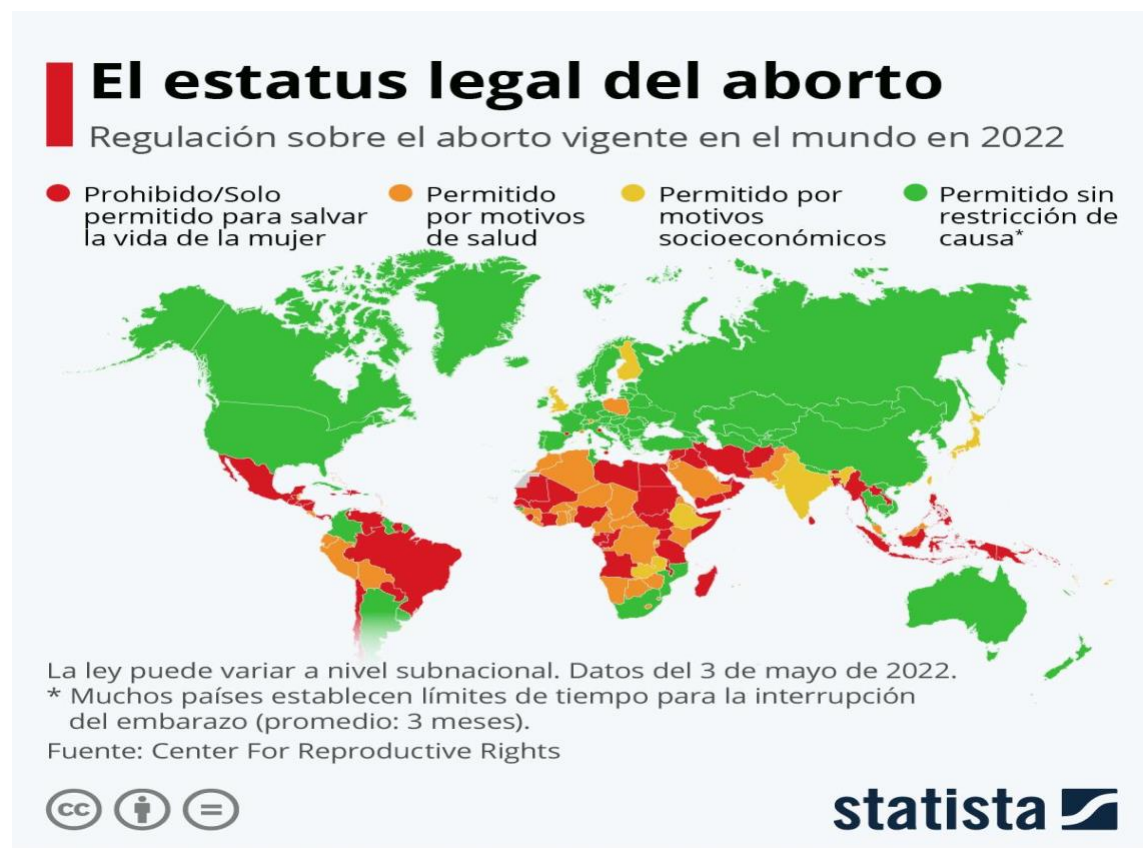 El estatus legal del aborto
Regulación sobre el aborto vigente en el mundo en 2022
Prohibido/Solo
permitido para salvar
la vida de la mujer
Permitido
por motivos
de salud
Permitido por
motivos
socioeconómicos
Permitido sin
restricción de
causa*
La ley puede variar a nivel subnacional. Datos del 3 de mayo de 2022.
* Muchos países establecen límites de tiempo para la interrupción
del embarazo (promedio: 3 meses).
Fuente: Center For Reproductive Rights
cc
statista